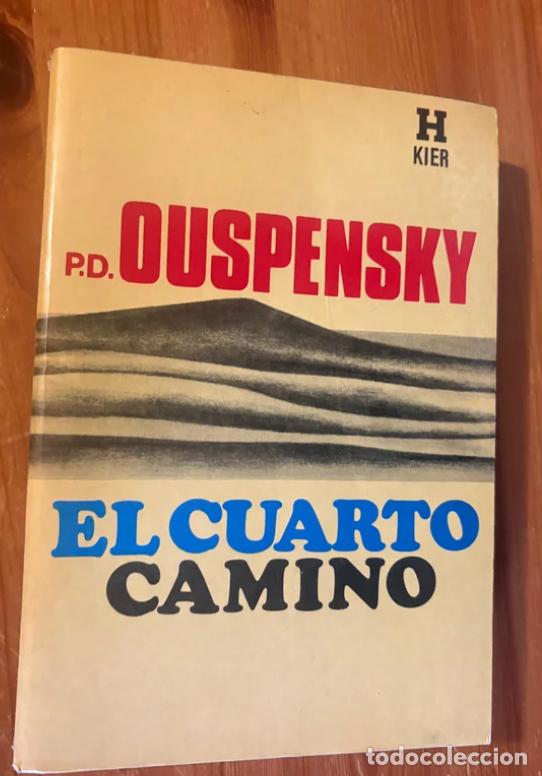 H
KIER
P.D. OUSPENSKY
EL CUARTO
CAMINO
todocoleccion